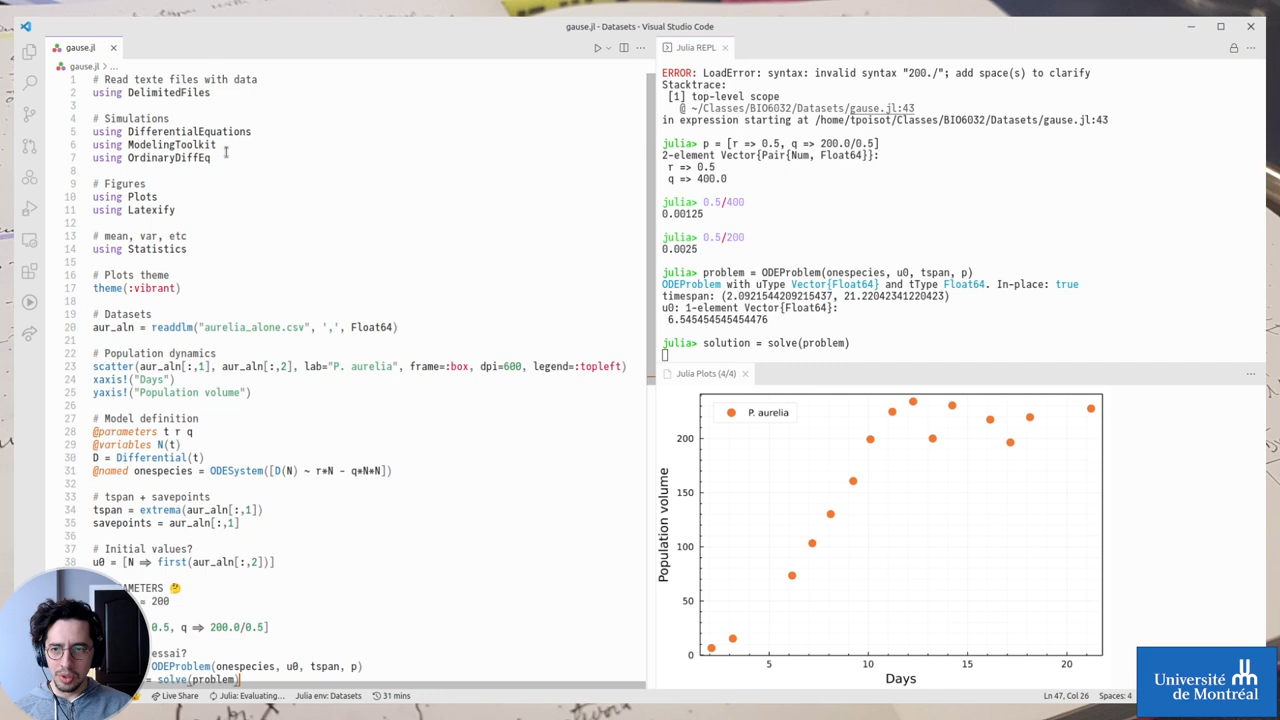 gause.jl - Datasets - Visual Studio Code
gause.jl
gause.jl > ...
1 # Read texte files with data
2 using DelimitedFiles
3
4 # Simulations
5 using DifferentialEquations
6 using ModelingToolkit
7 using OrdinaryDiffEq
8
9 # Figures
10 using Plots
11 using Latexify
12
13 # mean, var, etc
14 using Statistics
15
16 # Plots theme
17 theme(:vibrant)
18
19 # Datasets
20 aur_aln = readdlm("aurelia_alone.csv", ',', Float64)
21
22 # Population dynamics
23 scatter(aur_aln[:,1], aur_aln[:,2], lab="P. aurelia", frame=:box, dpi=600, legend=:topleft)
24 xaxis!("Days")
25 yaxis!("Population volume")
26
27 # Model definition
28 @parameters t r q
29 @variables N(t)
30 D = Differential(t)
31 @named onespecies = ODESystem([D(N) ~ r*N - q*N*N])
32
33 # tspan + savepoints
34 tspan = extrema(aur_aln[:,1])
35 savepoints = aur_aln[:,1]
36
37 # Initial values?
38 u0 = [N => first(aur_aln[:,2])]
AMETERS 🤔
≈ 200
0.5, q => 200.0/0.5]
essai?
ODEProblem(onespecies, u0, tspan, p)
= solve(problem)
Live Share
Julia: Evaluating...
Julia env: Datasets
31 mins
Ln 47, Col 26
Spaces: 4
Julia REPL
ERROR: LoadError: syntax: invalid syntax "200./"; add space(s) to clarify
Stacktrace:
[1] top-level scope
@ ~/Classes/BIO6032/Datasets/gause.jl:43
in expression starting at /home/tpoisot/Classes/BIO6032/Datasets/gause.jl:43
julia> p = [r => 0.5, q => 200.0/0.5]
2-element Vector{Pair{Num, Float64}}:
r => 0.5
q => 400.0
julia> 0.5/400
0.00125
julia> 0.5/200
0.0025
julia> problem = ODEProblem(onespecies, u0, tspan, p)
ODEProblem with uType Vector{Float64} and tType Float64. In-place: true
timespan: (2.0921544209215437, 21.22042341220423)
u0: 1-element Vector{Float64}:
6.545454545454476
julia> solution = solve(problem)
Julia Plots (4/4)
P. aurelia
200
150
100
50
0
Population volume
5 10 15 20
Days
Université
de Montréal